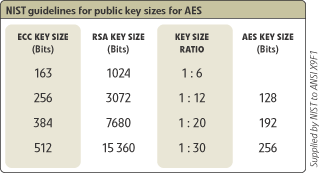 NIST guidelines for public key sizes for AES
ECC KEY SIZE (Bits) RSA KEY SIZE (Bits) KEY SIZE RATIO AES KEY SIZE (Bits)
163 1024 1 : 6
256 3072 1 : 12 128
384 7680 1 : 20 192
512 15 360 1 : 30 256
Supplied by NIST to ANSI X9F1